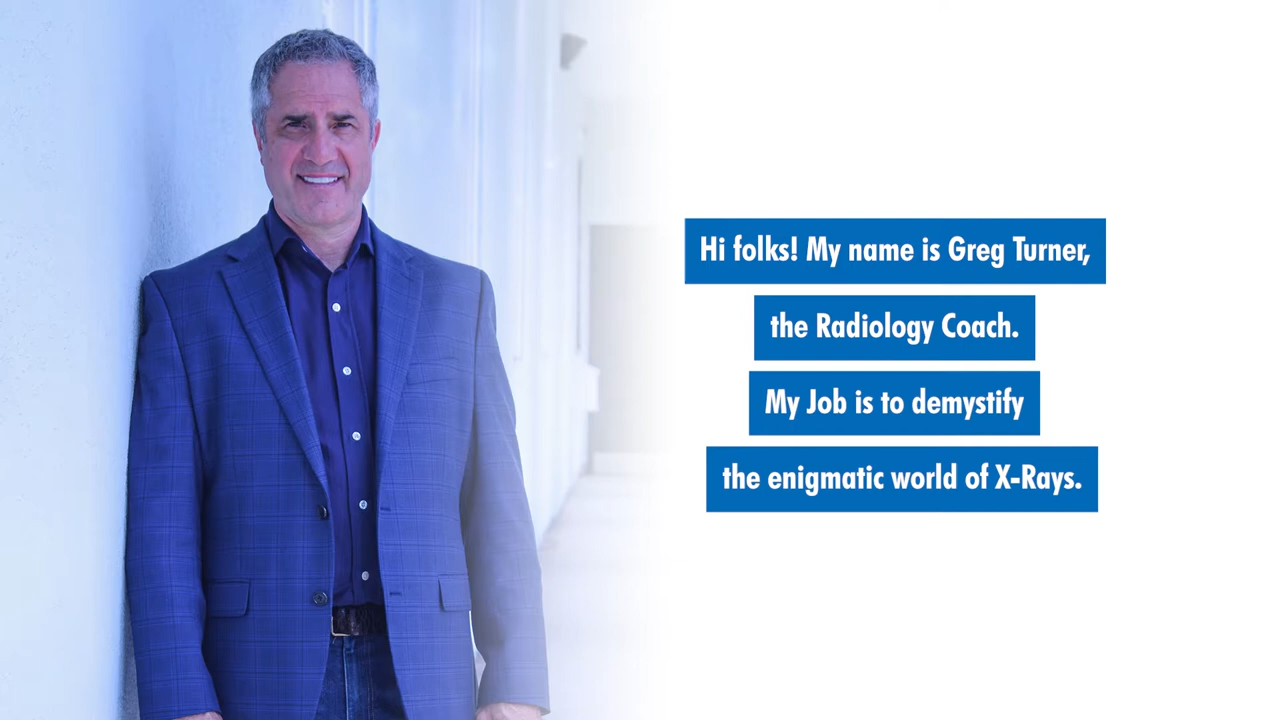 Hi folks! My name is Greg Turner,
the Radiology Coach.
My Job is to demystify
the enigmatic world of X-Rays.